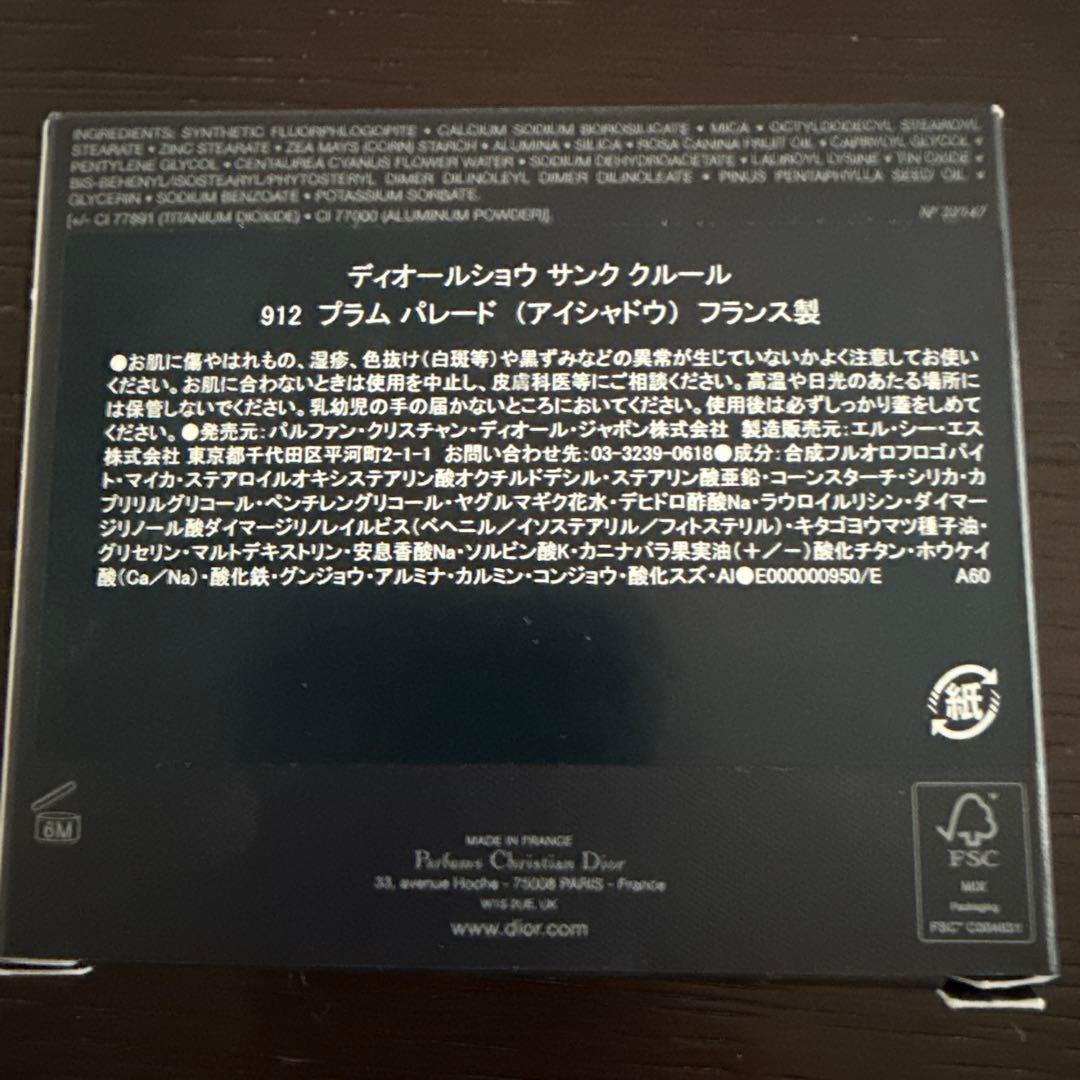 INGREDIENTS: SYNTHETIC FLUORPHLOGOPITE • CALCIUM SODIUM BOROSILICATE • MICA • OCTYLDODECYL STEAROYL
STEARATE • ZINC STEARATE • ZEA MAYS (CORN) STARCH • ALUMINA • SILICA • ROSA CANINA FRUIT OIL • CAPRYLYL GLYCOL •
PENTYLENE GLYCOL • CENTAUREA CYANUS FLOWER WATER • SODIUM DEHYDROACETATE • LAUROYL LYSINE • TIN OXIDE •
BIS-BEHENYL/ISOSTEARYL/PHYTOSTERYL DIMER DILINOLEYL DIMER DILINOLEATE • PINUS PENTAPHYLLA SEED OIL •
GLYCERIN • SODIUM BENZOATE • POTASSIUM SORBATE.
[+/- CI 77891 (TITANIUM DIOXIDE) • CI 77000 (ALUMINUM POWDER)].
ディオールショウ サンク クルール
912 プラム パレード (アイシャドウ) フランス製
●お肌に傷やはれもの、湿疹、色抜け(白斑等)や黒ずみなどの異常が生じていないかよく注意してお使い
ください。お肌に合わないときは使用を中止し、皮膚科医等にご相談ください。高温や日光のあたる場所に
は保管しないでください。乳幼児の手の届かないところにおいてください。使用後は必ずしっかり蓋をしめて
ください。●発売元:パルファン・クリスチャン・ディオール・ジャポン株式会社 製造販売元:エル・シー・エス
株式会社 東京都千代田区平河町2-1-1 お問い合わせ先:03-3239-0618●成分:合成フルオロフロゴパイ
ト・マイカ・ステアロイルオキシステアリン酸オクチルドデシル・ステアリン酸亜鉛・コーンスターチ・シリカ・カ
プリリルグリコール・ペンチレングリコール・ヤグルマギク花水・デヒドロ酢酸Na・ラウロイルリシン・ダイマー
ジリノール酸ダイマージリノレイルビス(ベヘニル/イソステアリル/フィトステリル)・キタゴヨウマツ種子油・
グリセリン・マルトデキストリン・安息香酸Na・ソルビン酸K・カニナバラ果実油(+/-)酸化チタン・ホウケイ
酸(Ca/Na)・酸化鉄・グンジョウ・アルミナ・カルミン・コンジョウ・酸化スズ・Al●E000000950/E A60
紙
6M
MADE IN FRANCE
Parfums Christian Dior
33, avenue Hoche - 75008 PARIS - France
W1S 2UE, UK
www.dior.com
FSC
MIX
Packaging